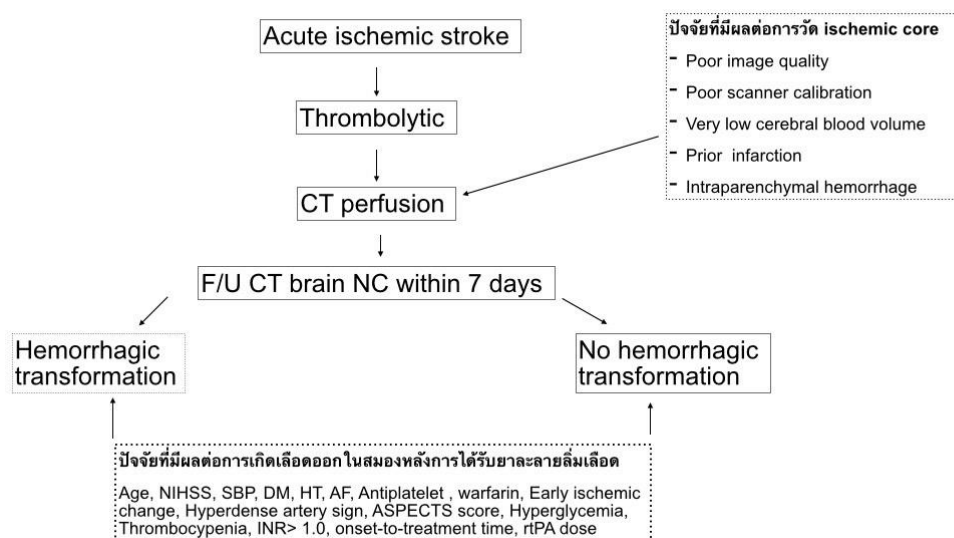 Acute ischemic stroke
Thrombolytic
CT perfusion
F/U CT brain NC within 7 days
ปัจจัยที่มีผลต่อการวัด ischemic core
- Poor image quality
- Poor scanner calibration
- Very low cerebral blood volume
- Prior infarction
- Intraparenchymal hemorrhage
Hemorrhagic
transformation
No hemorrhagic
transformation
ปัจจัยที่มีผลต่อการเกิดเลือดออกในสมองหลังการได้รับยาละลายลิ่มเลือด
Age, NIHSS, SBP, DM, HT, AF, Antiplatelet , warfarin, Early ischemic
change, Hyperdense artery sign, ASPECTS score, Hyperglycemia,
Thrombocypenia, INR> 1.0, onset-to-treatment time, rtPA dose